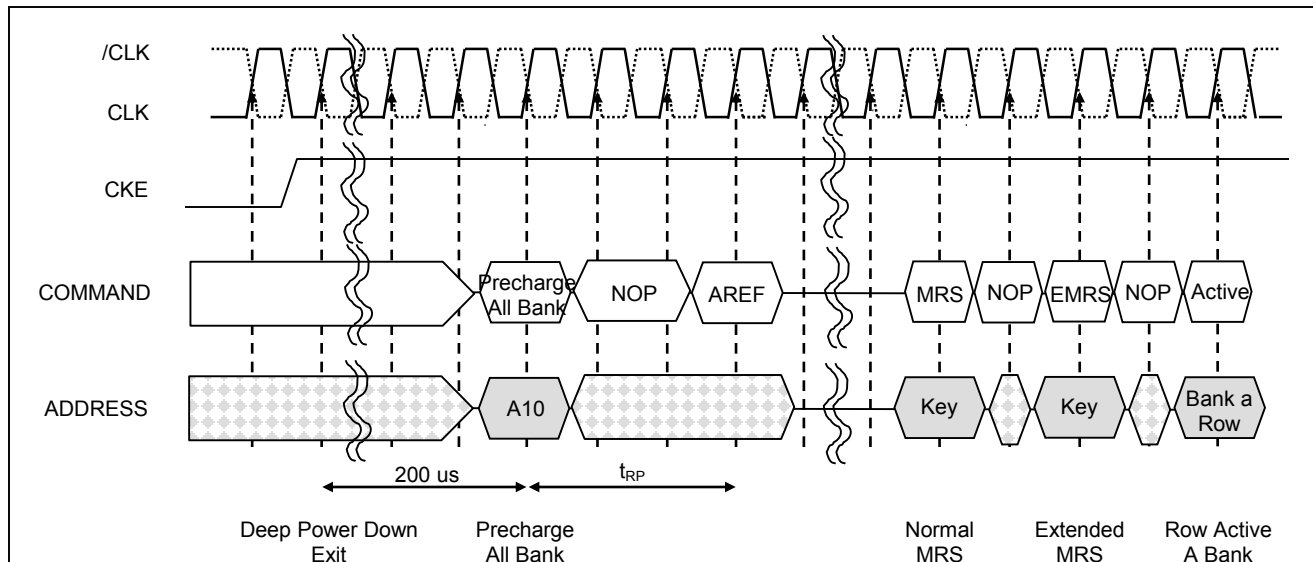 /CLK
CLK
CKE
COMMAND
Precharge
All Bank
NOP
AREF
MRS
NOP
EMRS
NOP
Active
ADDRESS
A10
Key
Key
Bank a
Row
200 us
tRP
Deep Power Down
Exit
Precharge
All Bank
Normal
MRS
Extended
MRS
Row Active
A Bank